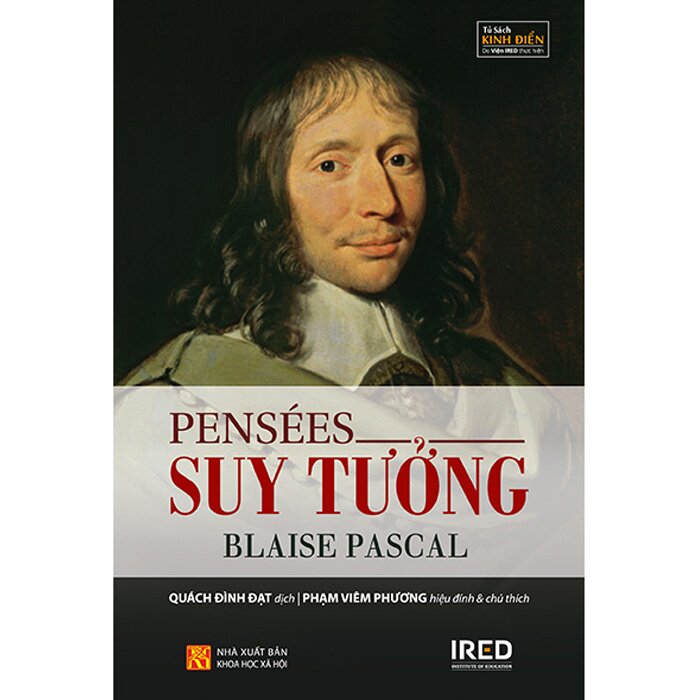 Tủ Sách
KINH ĐIỂN
Do Viện IRED thực hiện
PENSÉES
SUY TƯỞNG
BLAISE PASCAL
QUÁCH ĐÌNH ĐẠT dịch | PHẠM VIÊM PHƯƠNG hiệu đính & chú thích
NHÀ XUẤT BẢN
KHOA HỌC XÃ HỘI
IRED
INSTITUTE OF EDUCATION